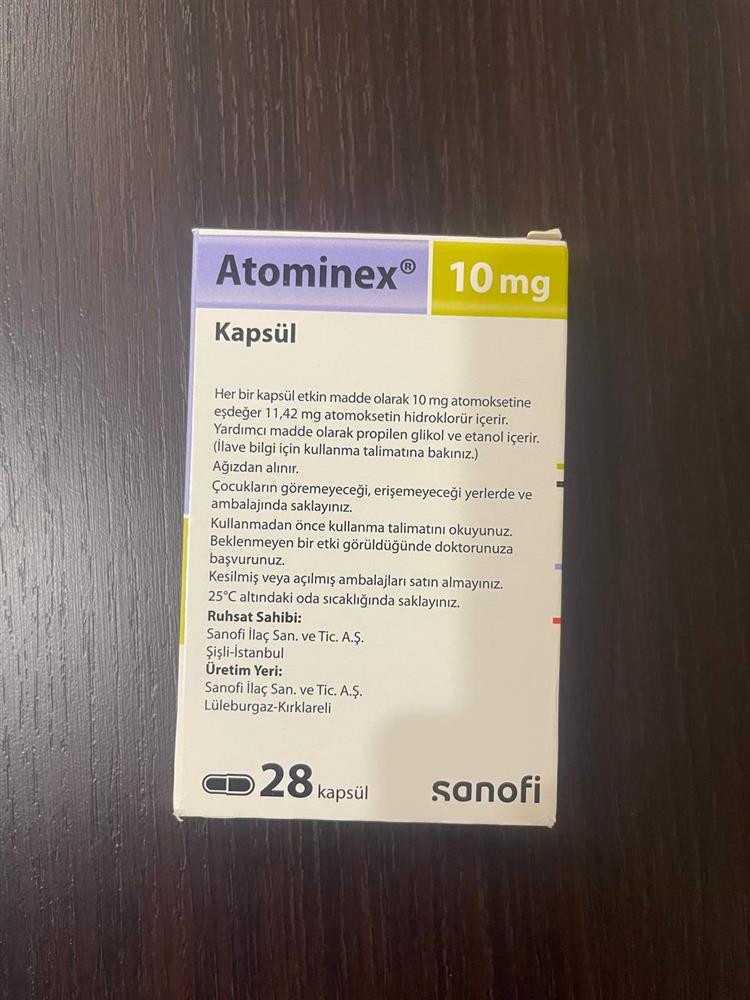 Atominex® 10 mg
Kapsül
Her bir kapsül etkin madde olarak 10 mg atomoksetine
eşdeğer 11,42 mg atomoksetin hidroklorür içerir.
Yardımcı madde olarak propilen glikol ve etanol içerir.
(İlave bilgi için kullanma talimatına bakınız.)
Ağızdan alınır.
Çocukların göremeyeceği, erişemeyeceği yerlerde ve
ambalajında saklayınız.
Kullanmadan önce kullanma talimatını okuyunuz.
Beklenmeyen bir etki görüldüğünde doktorunuza
başvurunuz.
Kesilmiş veya açılmış ambalajları satın almayınız.
25°C altındaki oda sıcaklığında saklayınız.
Ruhsat Sahibi:
Sanofi İlaç San. ve Tic. A.Ş.
Şişli-İstanbul
Üretim Yeri:
Sanofi İlaç San. ve Tic. A.Ş.
Lüleburgaz-Kırklareli
28 kapsül
sanofi